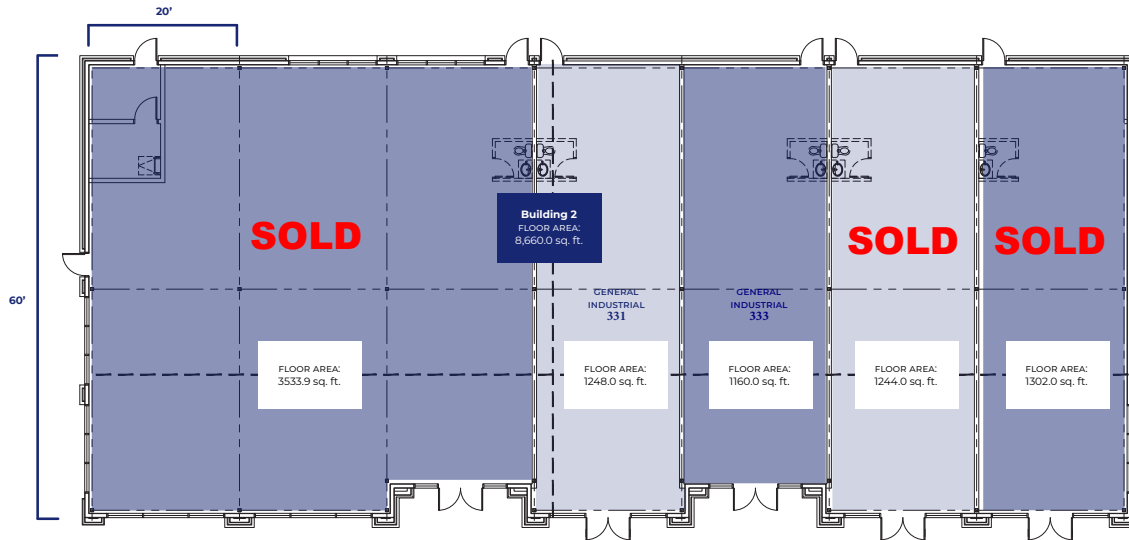 20’
60’
SOLD
Building 2
FLOOR AREA:
8,660.0 sq. ft.
SOLD
SOLD
GENERAL
INDUSTRIAL
331
GENERAL
INDUSTRIAL
333
FLOOR AREA:
3533.9 sq. ft.
FLOOR AREA:
1248.0 sq. ft.
FLOOR AREA:
1160.0 sq. ft.
FLOOR AREA:
1244.0 sq. ft.
FLOOR AREA:
1302.0 sq. ft.